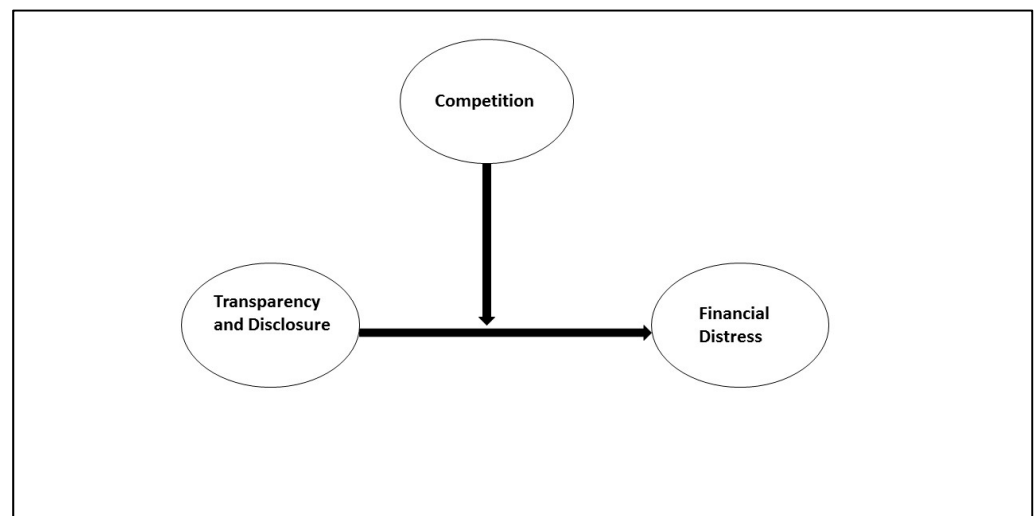 Competition
Transparency
and Disclosure
Financial
Distress